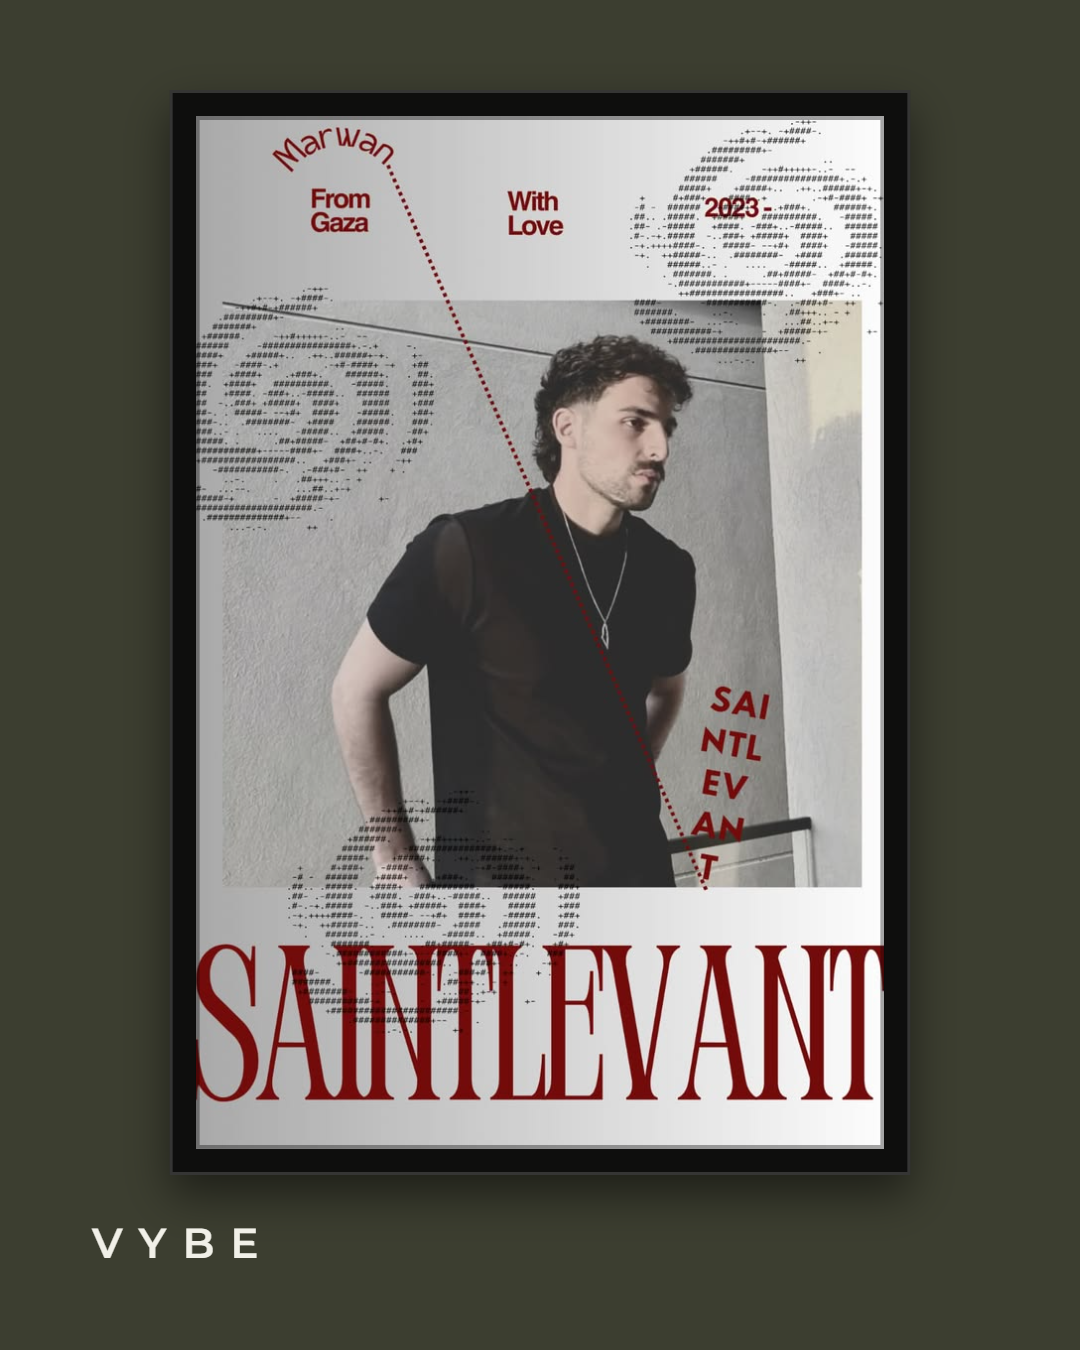 Marwan
From
Gaza
With
Love
2023 -
SAI
NTL
EV
AN
T
SAINTLEVANT
VYBE